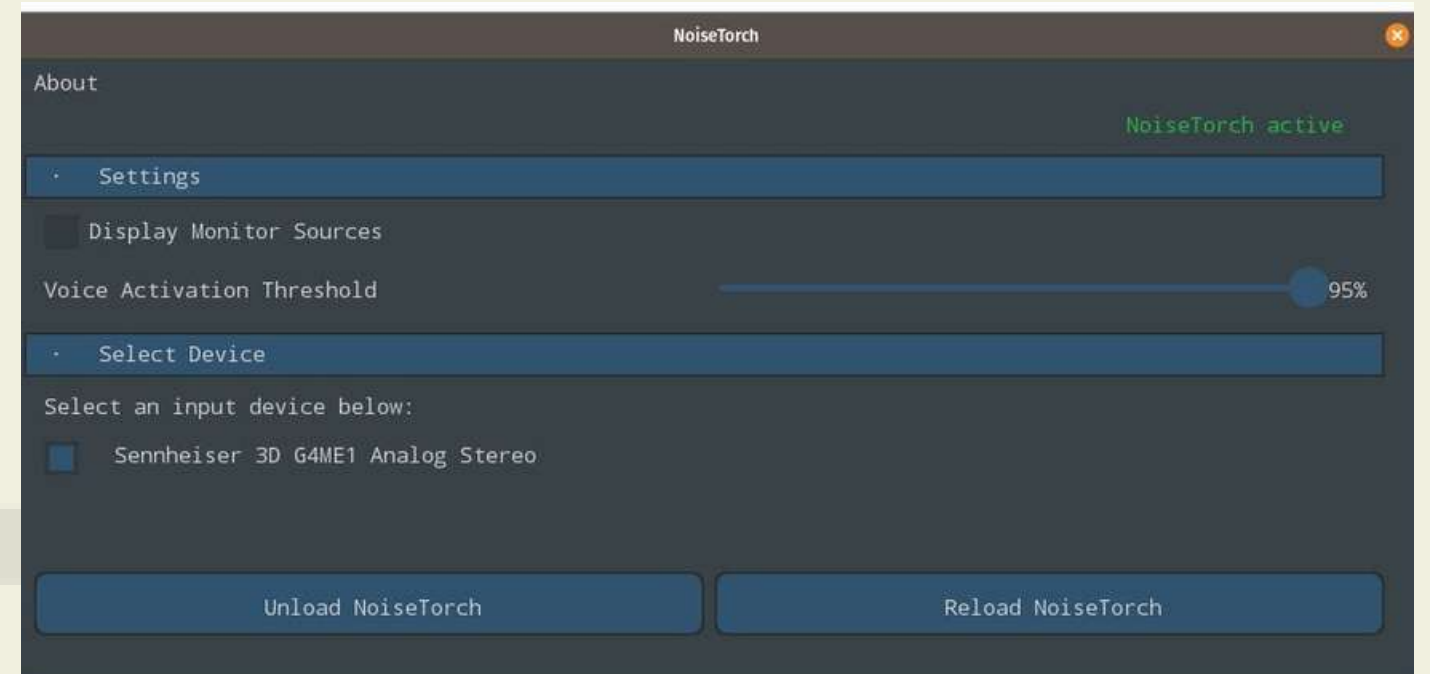 NoiseTorch
About
NoiseTorch active
Settings
Display Monitor Sources
Voice Activation Threshold 95%
Select Device
Select an input device below:
Sennheiser 3D G4ME1 Analog Stereo
Unload NoiseTorch Reload NoiseTorch